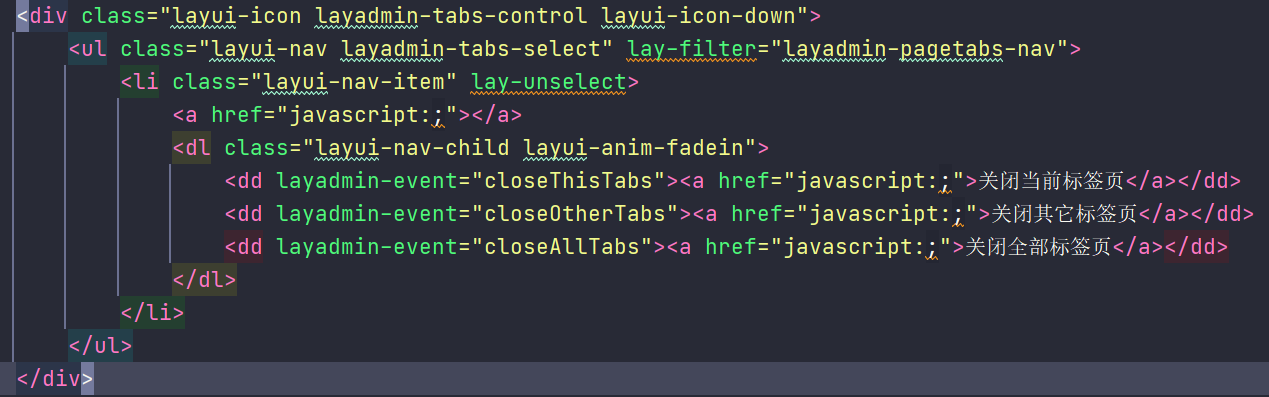 <div class="layui-icon layadmin-tabs-control layui-icon-down">
    <ul class="layui-nav layadmin-tabs-select" lay-filter="layadmin-pagetabs-nav">
        <li class="layui-nav-item" lay-unselect>
            <a href="javascript:;"></a>
            <dl class="layui-nav-child layui-anim-fadein">
                <dd layadmin-event="closeThisTabs"><a href="javascript:;">关闭当前标签页</a></dd>
                <dd layadmin-event="closeOtherTabs"><a href="javascript:;">关闭其它标签页</a></dd>
                <dd layadmin-event="closeAllTabs"><a href="javascript:;">关闭全部标签页</a></dd>
            </dl>
        </li>
    </ul>
</div>